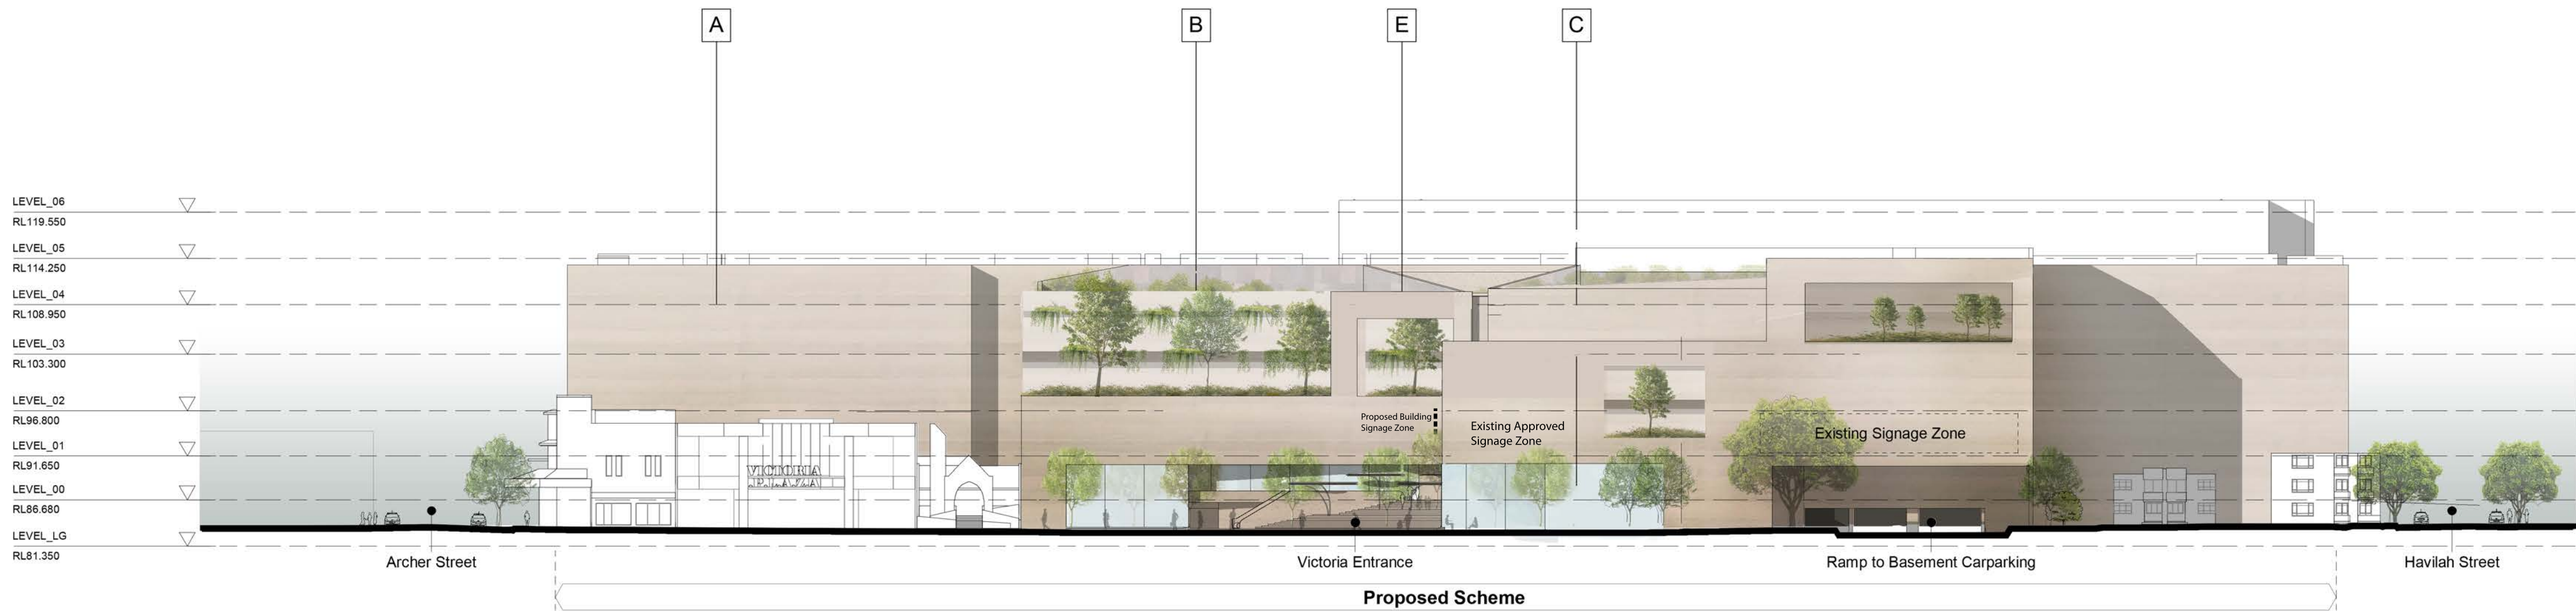 A
B
E
C
LEVEL_06
RL119.550
LEVEL_05
RL114.250
LEVEL_04
RL108.950
LEVEL_03
RL103.300
LEVEL_02
RL96.800
LEVEL_01
RL91.650
LEVEL_00
RL86.680
LEVEL_LG
RL81.350
Proposed Building
Signage Zone
Existing Approved
Signage Zone
Existing Signage Zone
VICTORIA
PLAZA
Archer Street
Victoria Entrance
Ramp to Basement Carparking
Havilah Street
Proposed Scheme